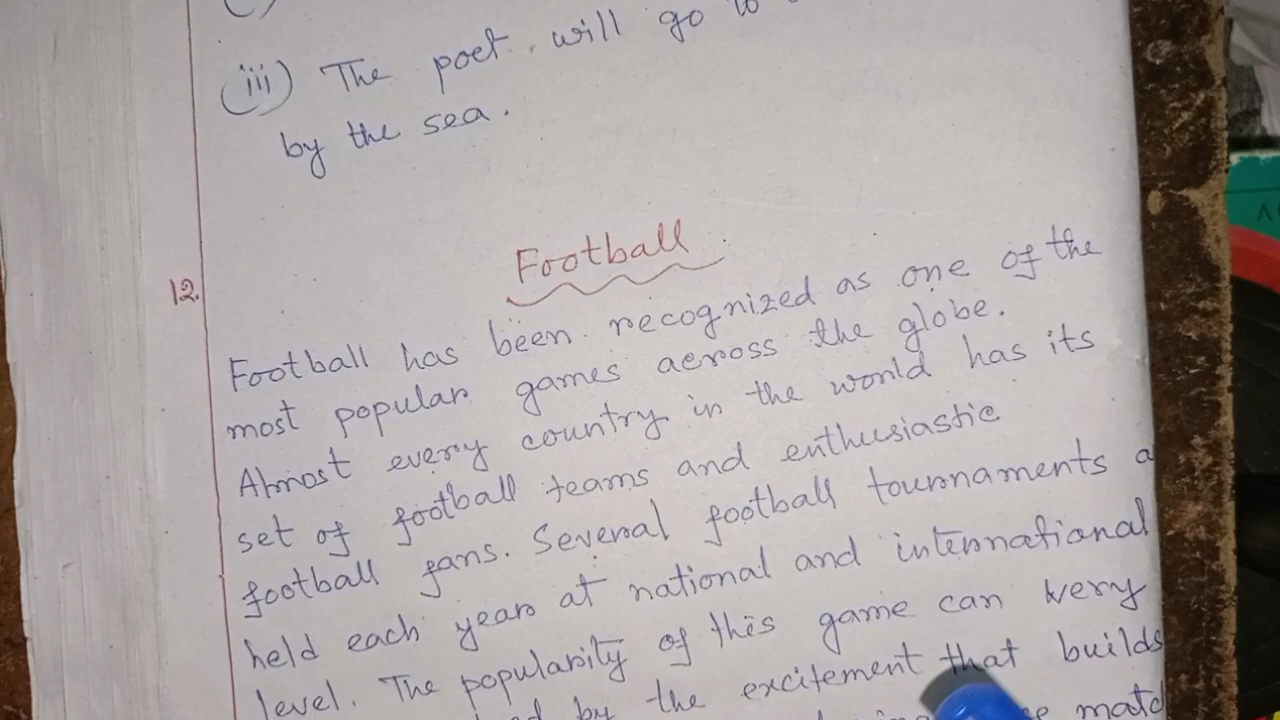 (iii) The poet will go to
by the sea.
12.
Football
Football has been recognized as one of the
most popular games across the globe.
Almost every country in the world has its
set of football teams and enthusiastic
football fans. Several football tournaments a
held each year at national and international
level. The popularity of this game can very
by the excitement that builds
match